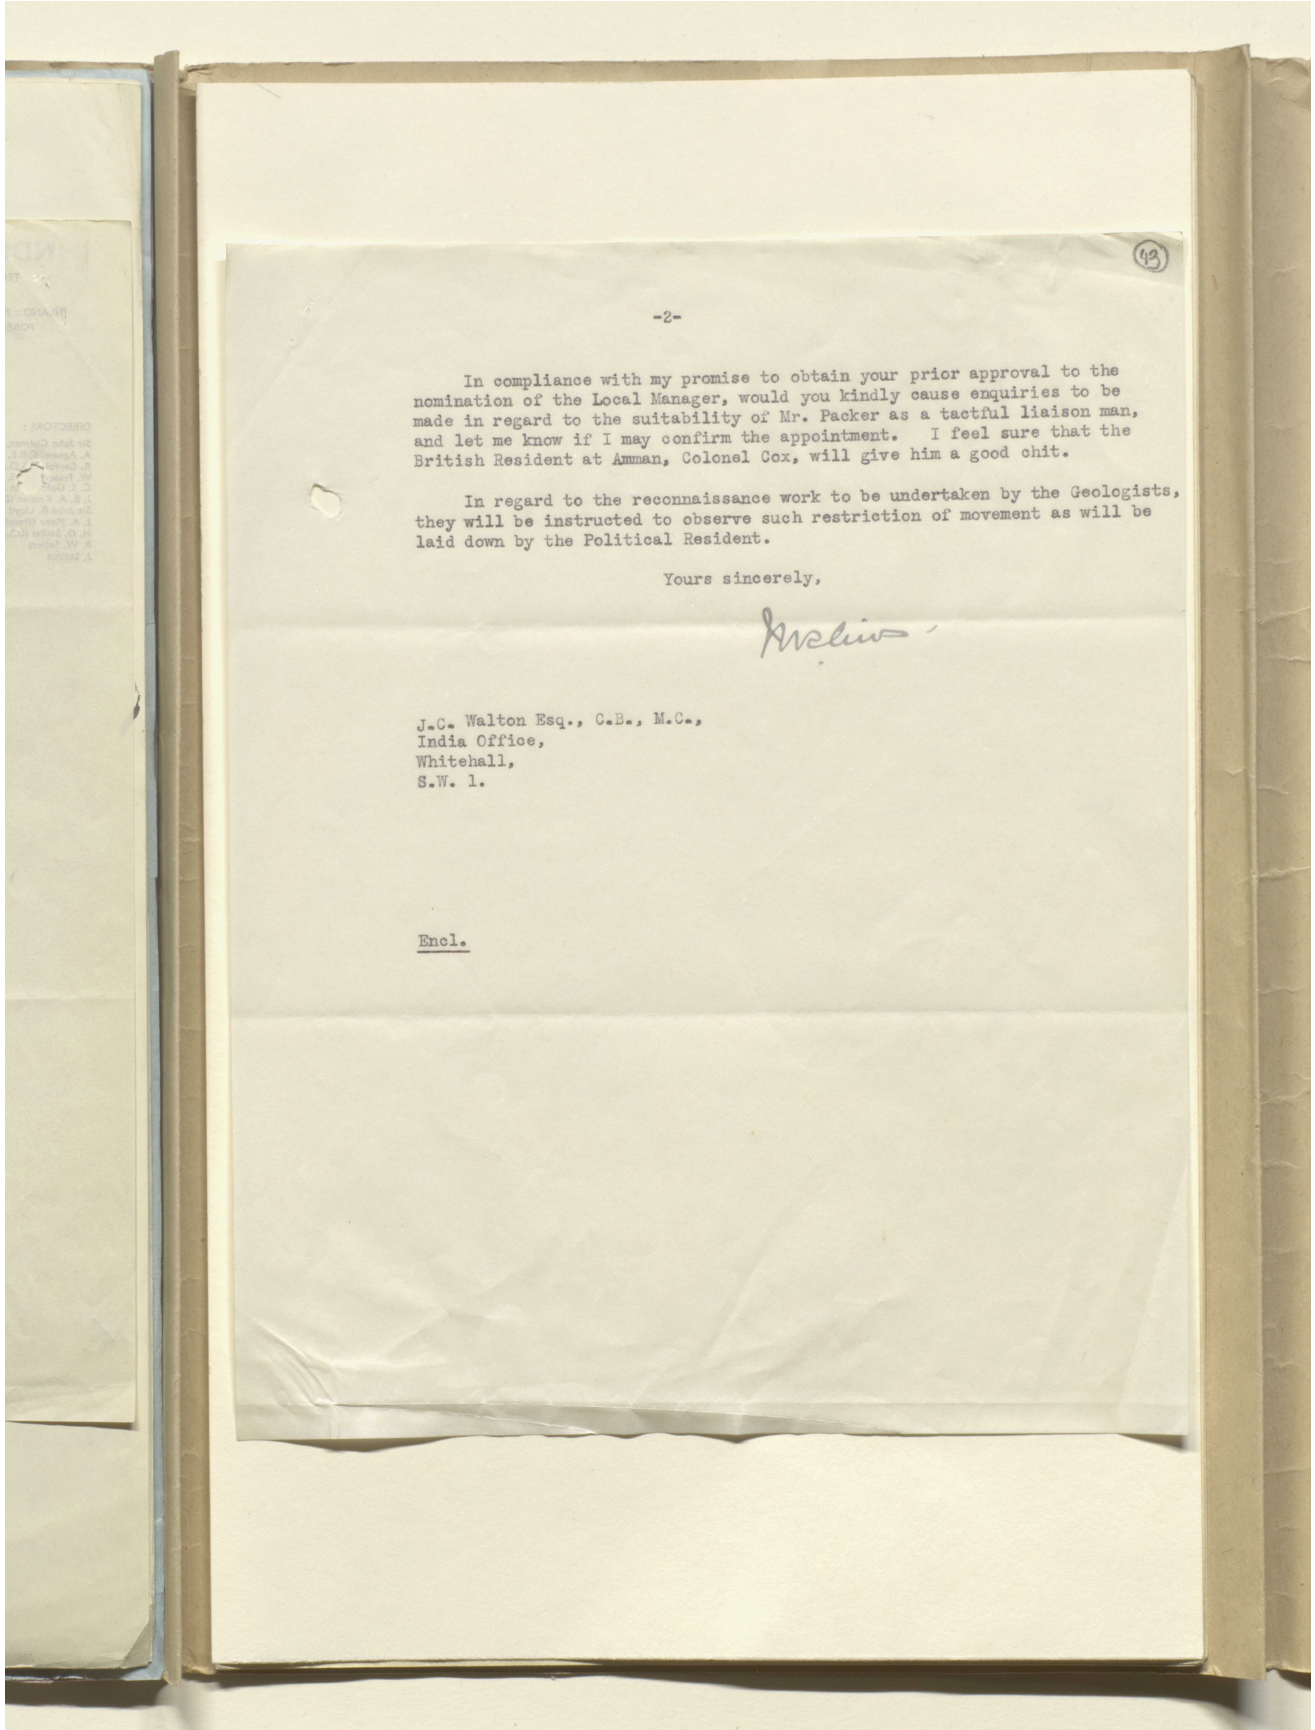 43
-2-
In compliance with my promise to obtain your prior approval to the
nomination of the Local Manager, would you kindly cause enquiries to be
made in regard to the suitability of Mr. Packer as a tactful liaison man,
and let me know if I may confirm the appointment. I feel sure that the
British Resident at Amman, Colonel Cox, will give him a good chit.
In regard to the reconnaissance work to be undertaken by the Geologists,
they will be instructed to observe such restriction of movement as will be
laid down by the Political Resident.
Yours sincerely,
J.C. Walton Esq., C.B., M.C.,
India Office,
Whitehall,
S.W. 1.
Encl.